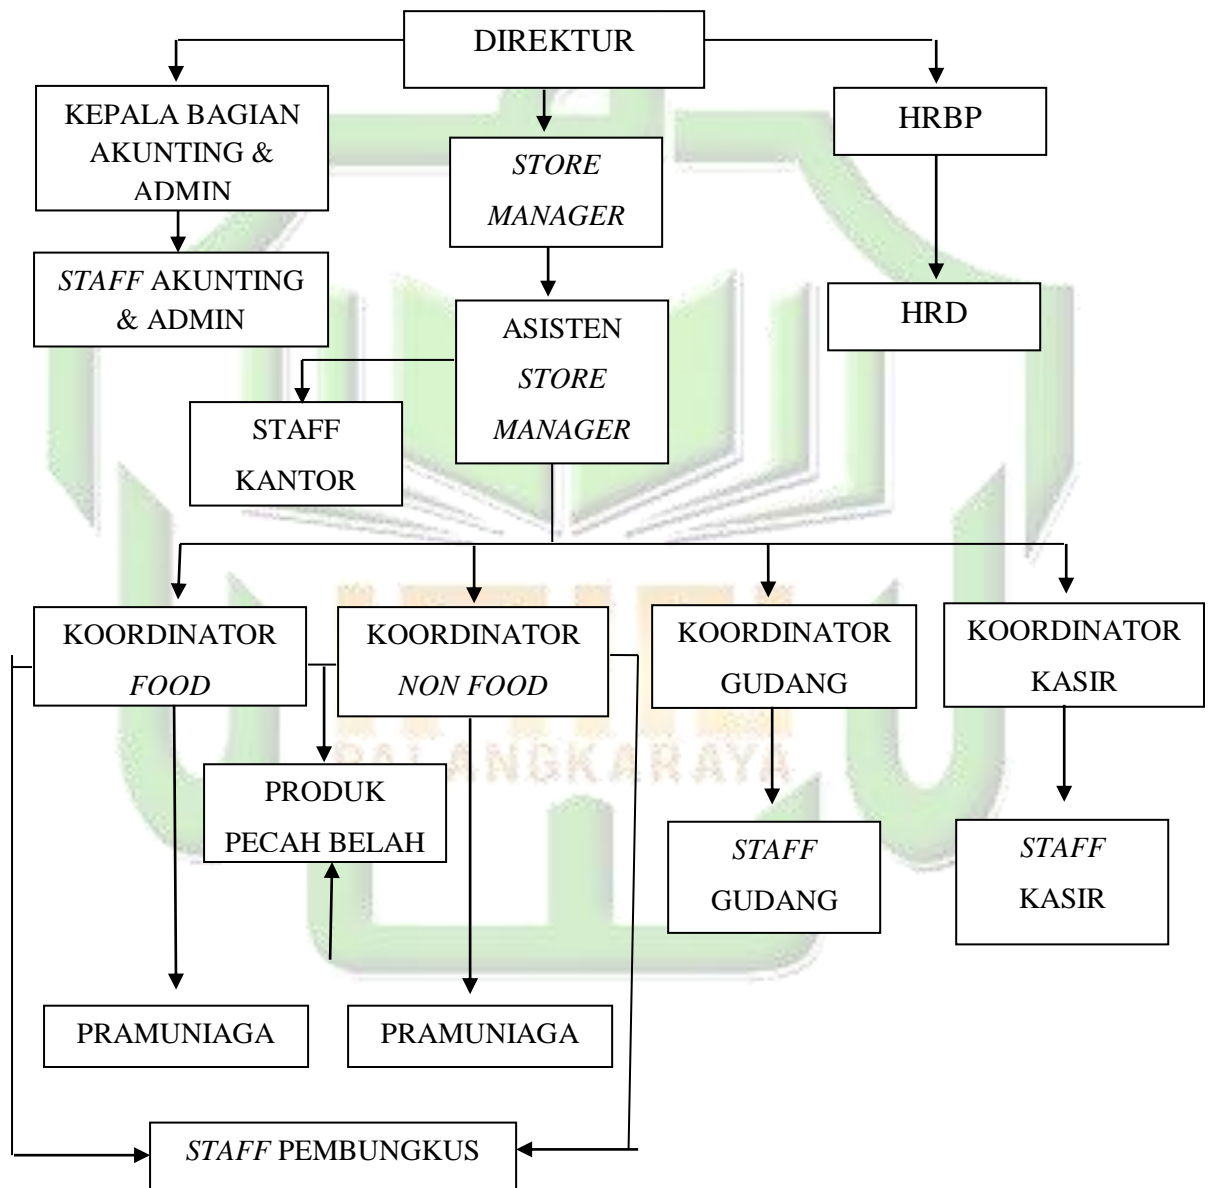 DIREKTUR
KEPALA BAGIAN
AKUNTING &
ADMIN
STORE
MANAGER
HRBP
STAFF AKUNTING
& ADMIN
ASISTEN
STORE
MANAGER
HRD
STAFF
KANTOR
KOORDINATOR
FOOD
KOORDINATOR
NON FOOD
KOORDINATOR
GUDANG
KOORDINATOR
KASIR
PALANGKARAYA
PRODUK
PECAH BELAH
STAFF
GUDANG
STAFF
KASIR
PRAMUNIAGA
PRAMUNIAGA
STAFF PEMBUNGKUS